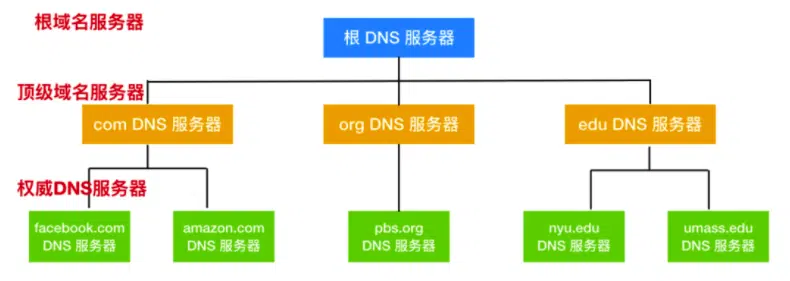 根域名服务器
根 DNS 服务器
顶级域名服务器
com DNS 服务器
org DNS 服务器
edu DNS 服务器
权威DNS服务器
facebook.com
DNS 服务器
amazon.com
DNS 服务器
pbs.org
DNS 服务器
nyu.edu
DNS 服务器
umass.edu
DNS 服务器